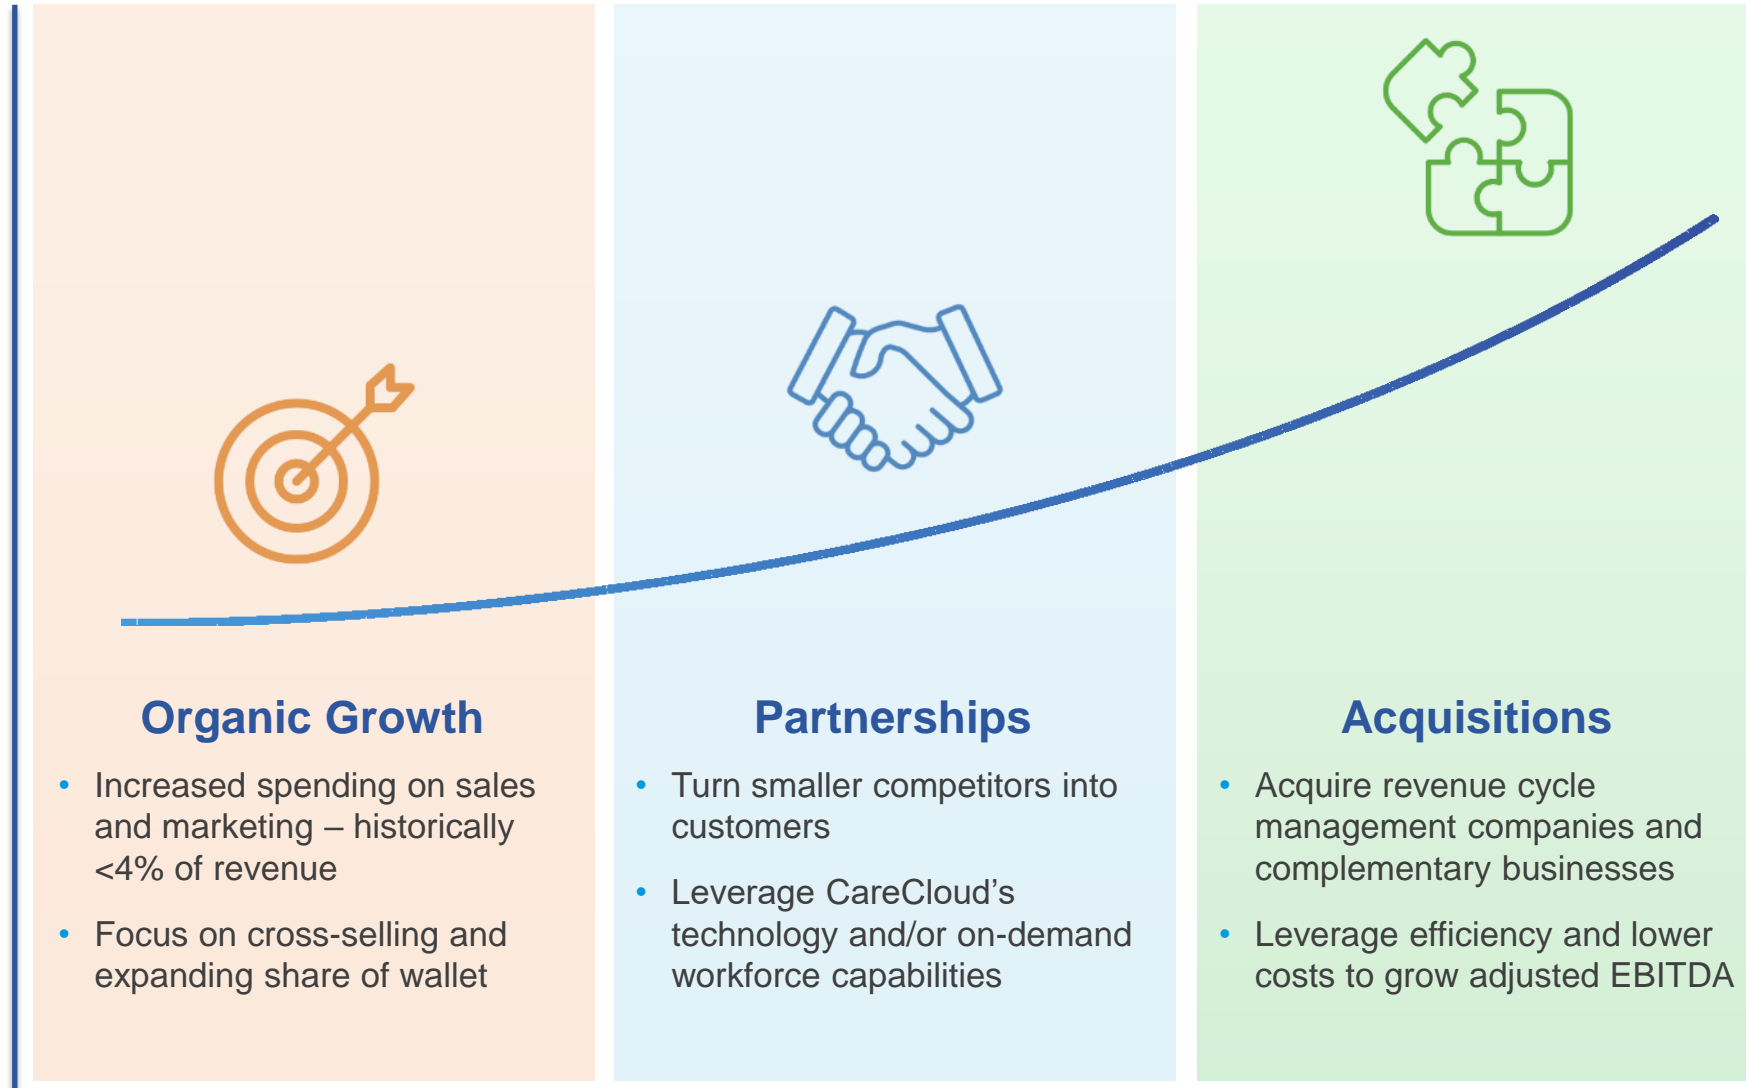 Organic Growth
• Increased spending on sales
and marketing – historically
<4% of revenue
• Focus on cross-selling and
expanding share of wallet
Partnerships
• Turn smaller competitors into
customers
• Leverage CareCloud’s
technology and/or on-demand
workforce capabilities
Acquisitions
• Acquire revenue cycle
management companies and
complementary businesses
• Leverage efficiency and lower
costs to grow adjusted EBITDA